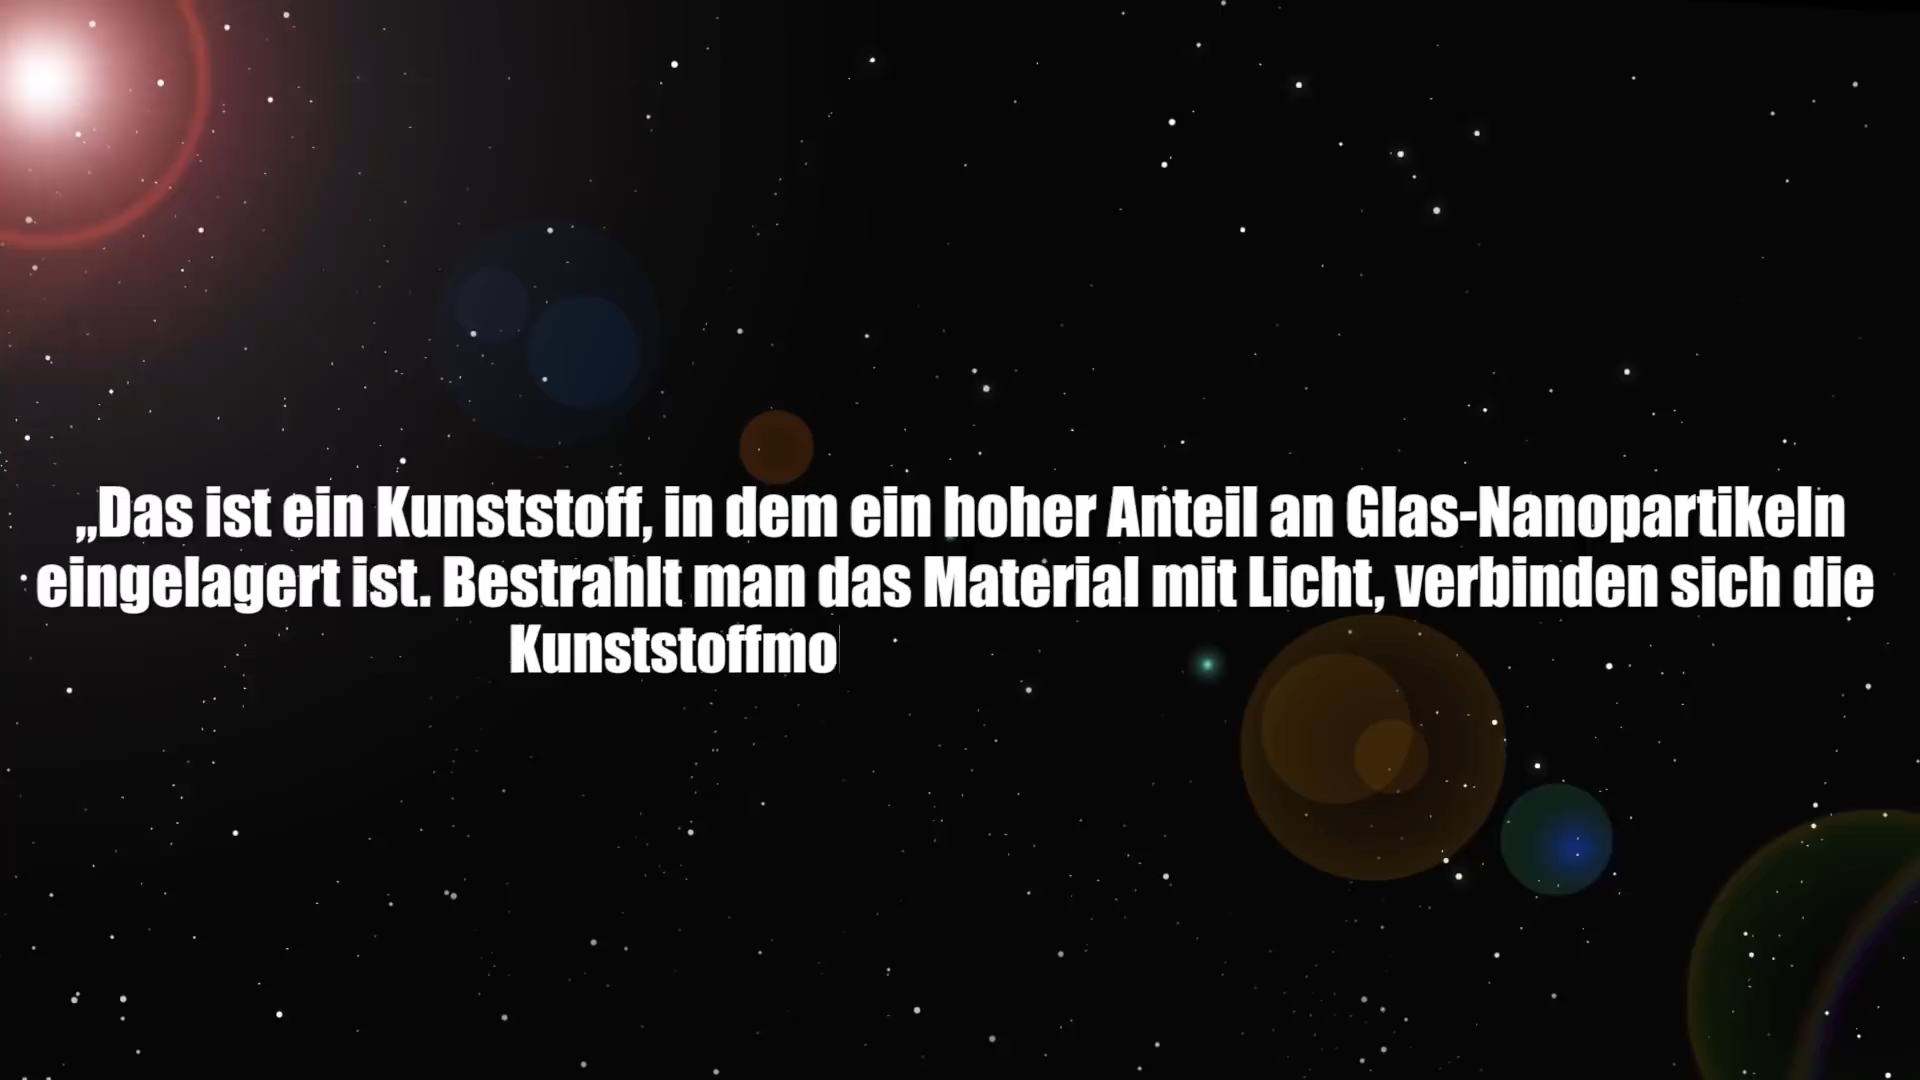 „Das ist ein Kunststoff, in dem ein hoher Anteil an Glas-Nanopartikeln
eingelagert ist. Bestrahlt man das Material mit Licht, verbinden sich die
Kunststoffmo